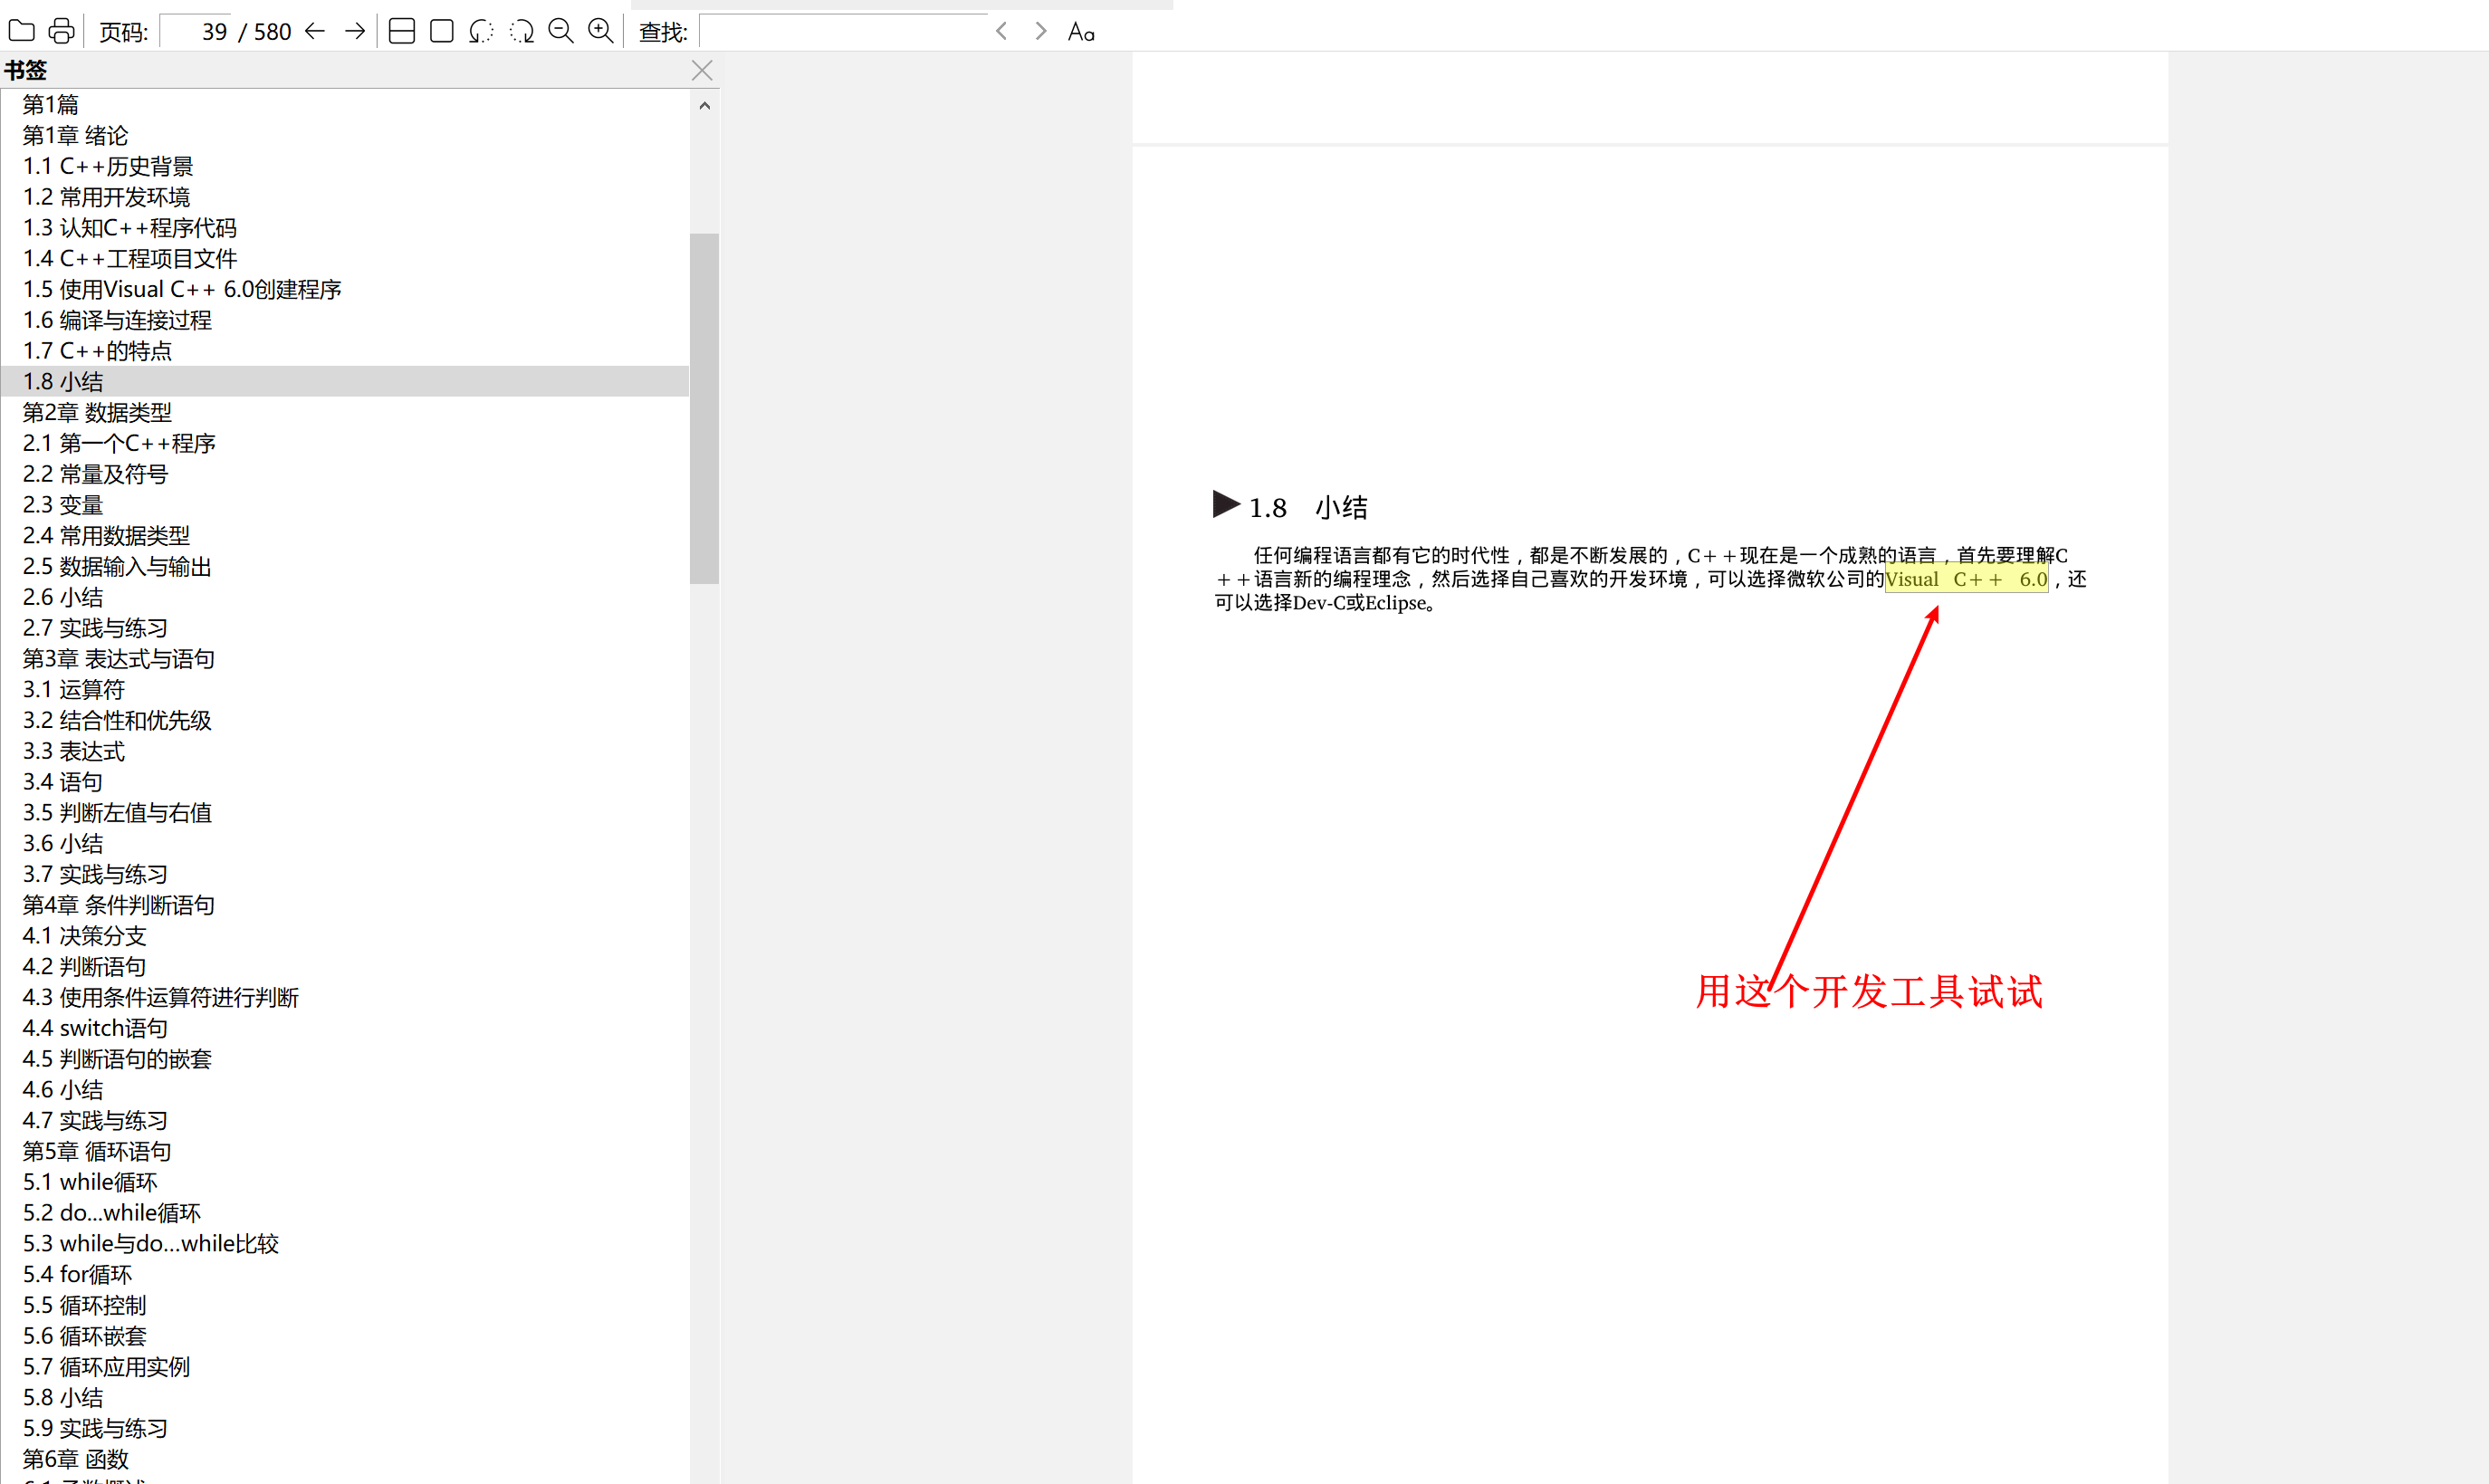 页码: 39 / 580 查找: Aa
书签
第1篇
第1章 绪论
1.1 C++历史背景
1.2 常用开发环境
1.3 认知C++程序代码
1.4 C++工程项目文件
1.5 使用Visual C++ 6.0创建程序
1.6 编译与连接过程
1.7 C++的特点
1.8 小结
第2章 数据类型
2.1 第一个C++程序
2.2 常量及符号
2.3 变量
2.4 常用数据类型
2.5 数据输入与输出
2.6 小结
2.7 实践与练习
第3章 表达式与语句
3.1 运算符
3.2 结合性和优先级
3.3 表达式
3.4 语句
3.5 判断左值与右值
3.6 小结
3.7 实践与练习
第4章 条件判断语句
4.1 决策分支
4.2 判断语句
4.3 使用条件运算符进行判断
4.4 switch语句
4.5 判断语句的嵌套
4.6 小结
4.7 实践与练习
第5章 循环语句
5.1 while循环
5.2 do...while循环
5.3 while与do...while比较
5.4 for循环
5.5 循环控制
5.6 循环嵌套
5.7 循环应用实例
5.8 小结
5.9 实践与练习
第6章 函数
1.8 小结
任何编程语言都有它的时代性，都是不断发展的，C++现在是一个成熟的语言，首先要理解C
++语言新的编程理念，然后选择自己喜欢的开发环境，可以选择微软公司的Visual C++ 6.0，还
可以选择Dev-C或Eclipse。
用这个开发工具试试